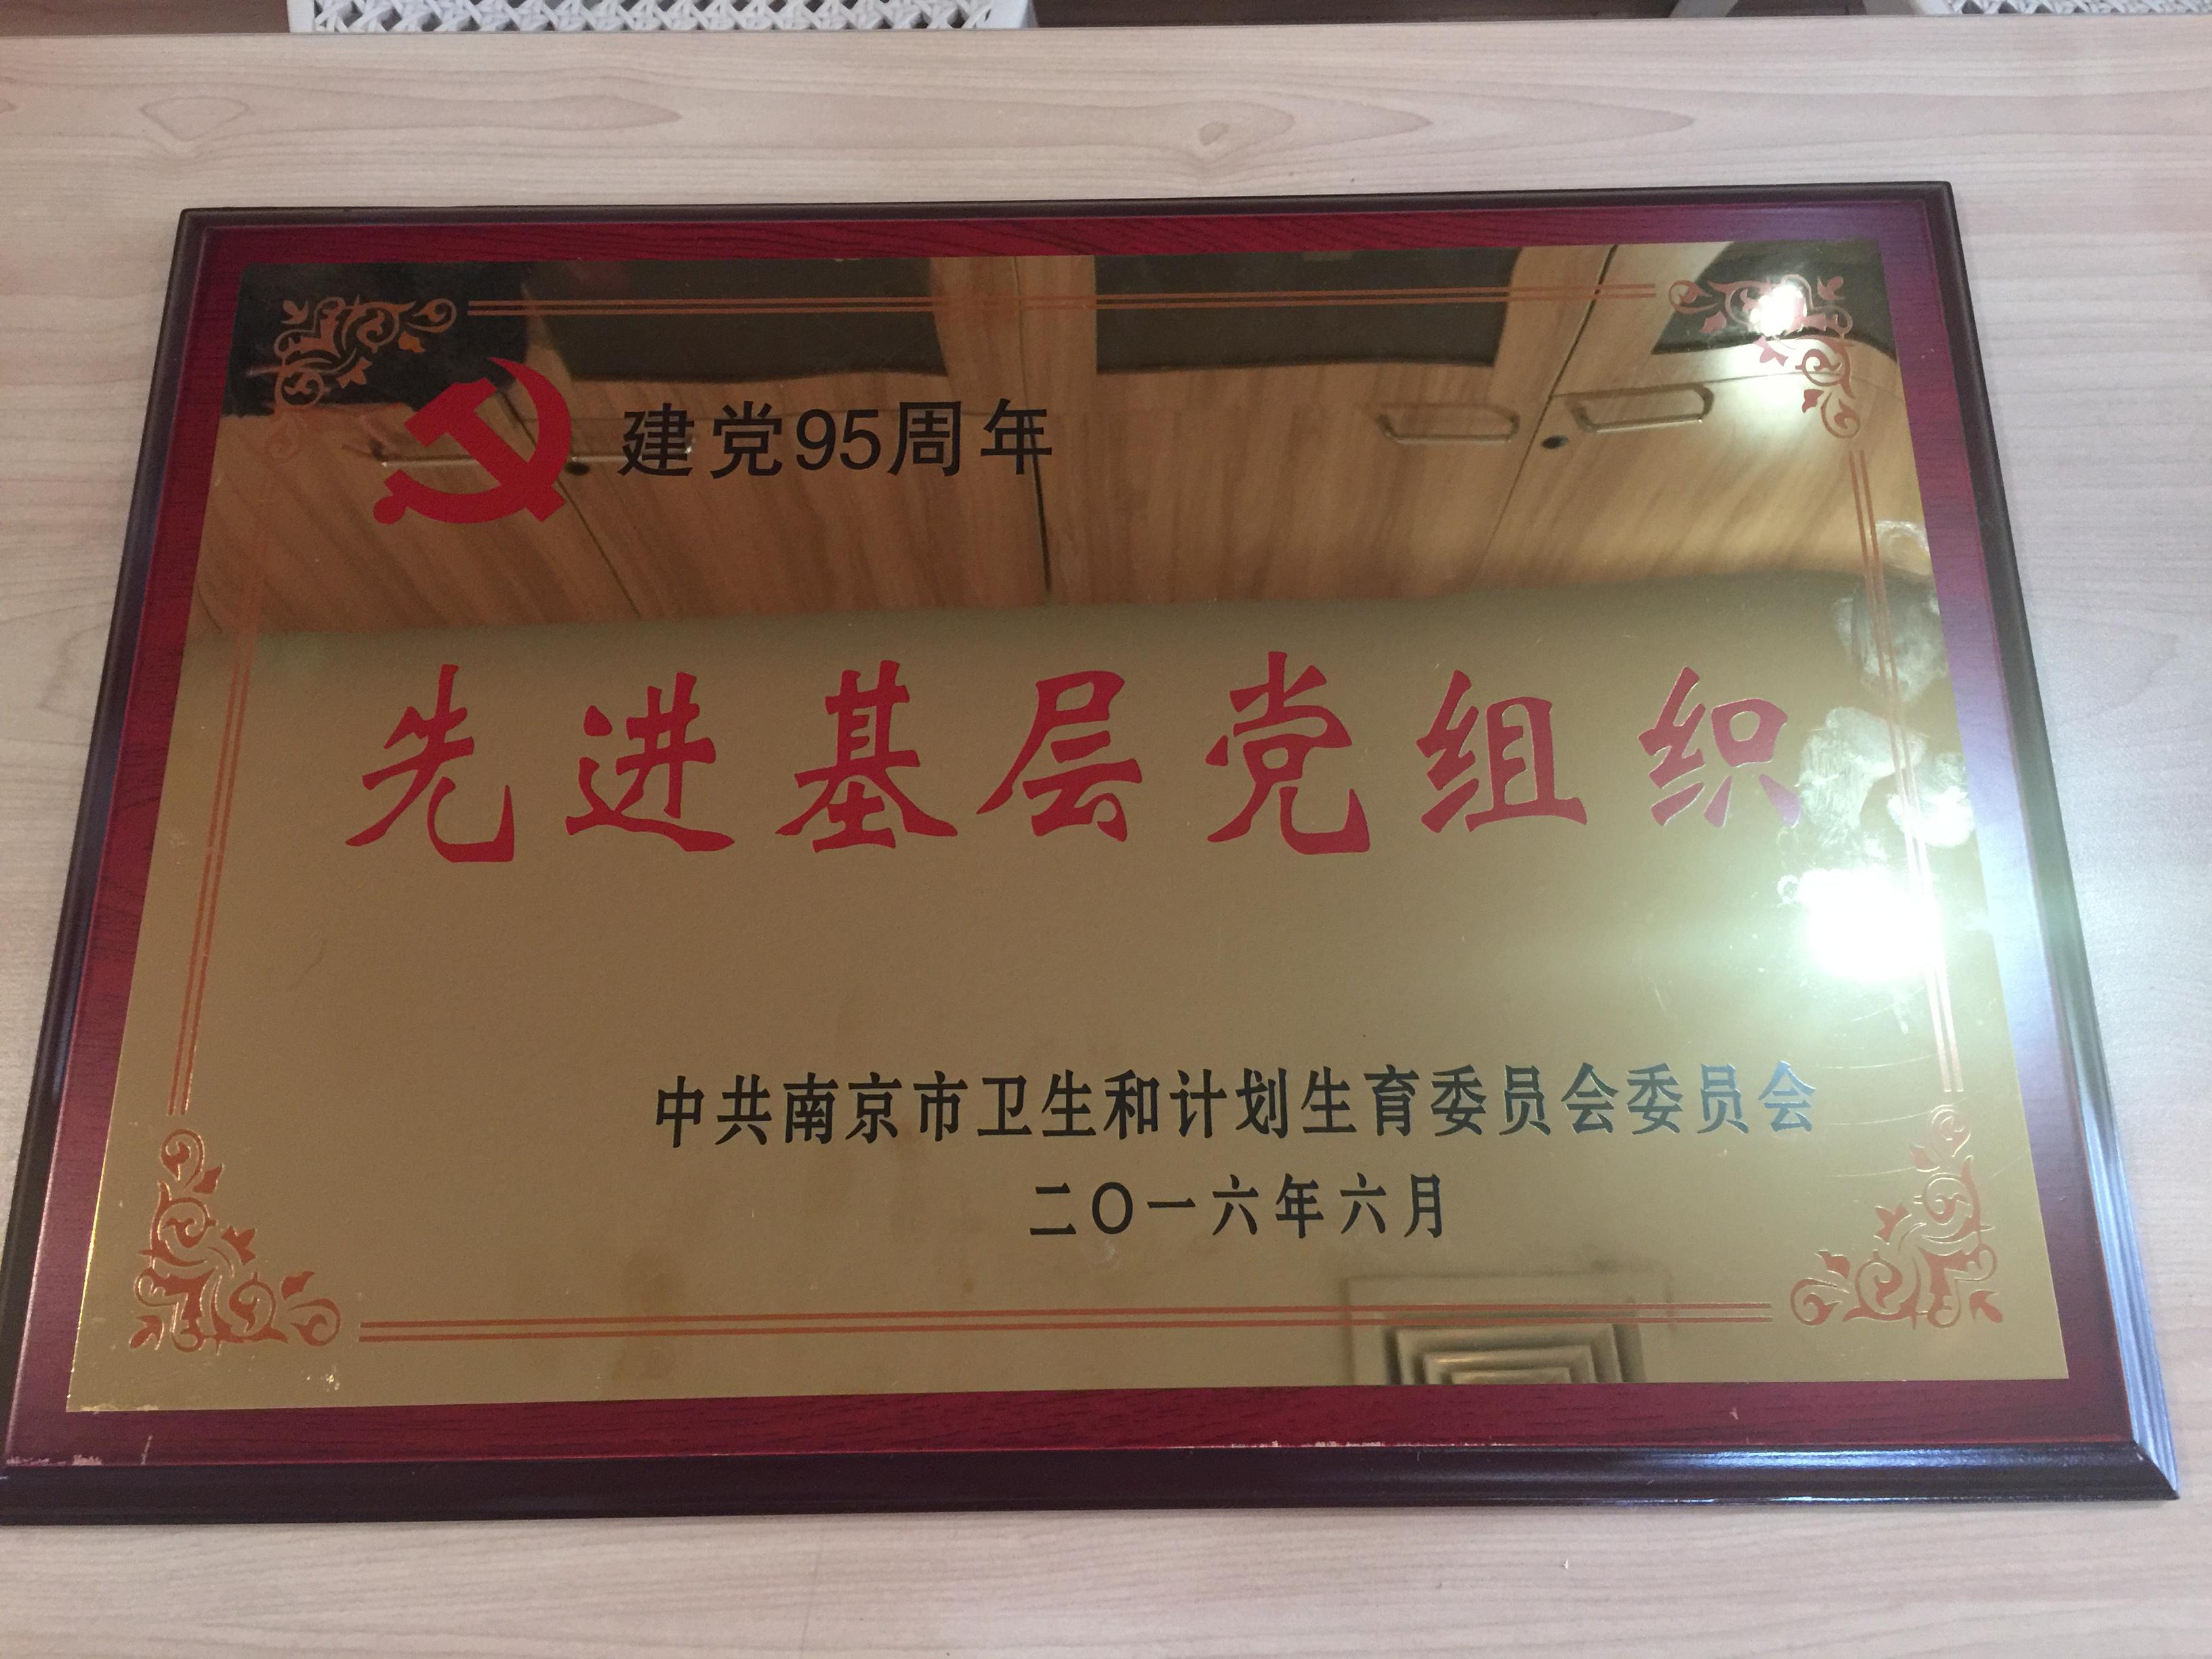 建党95周年
先进基层党组织
中共南京市卫生和计划生育委员会委员会
二〇一六年六月